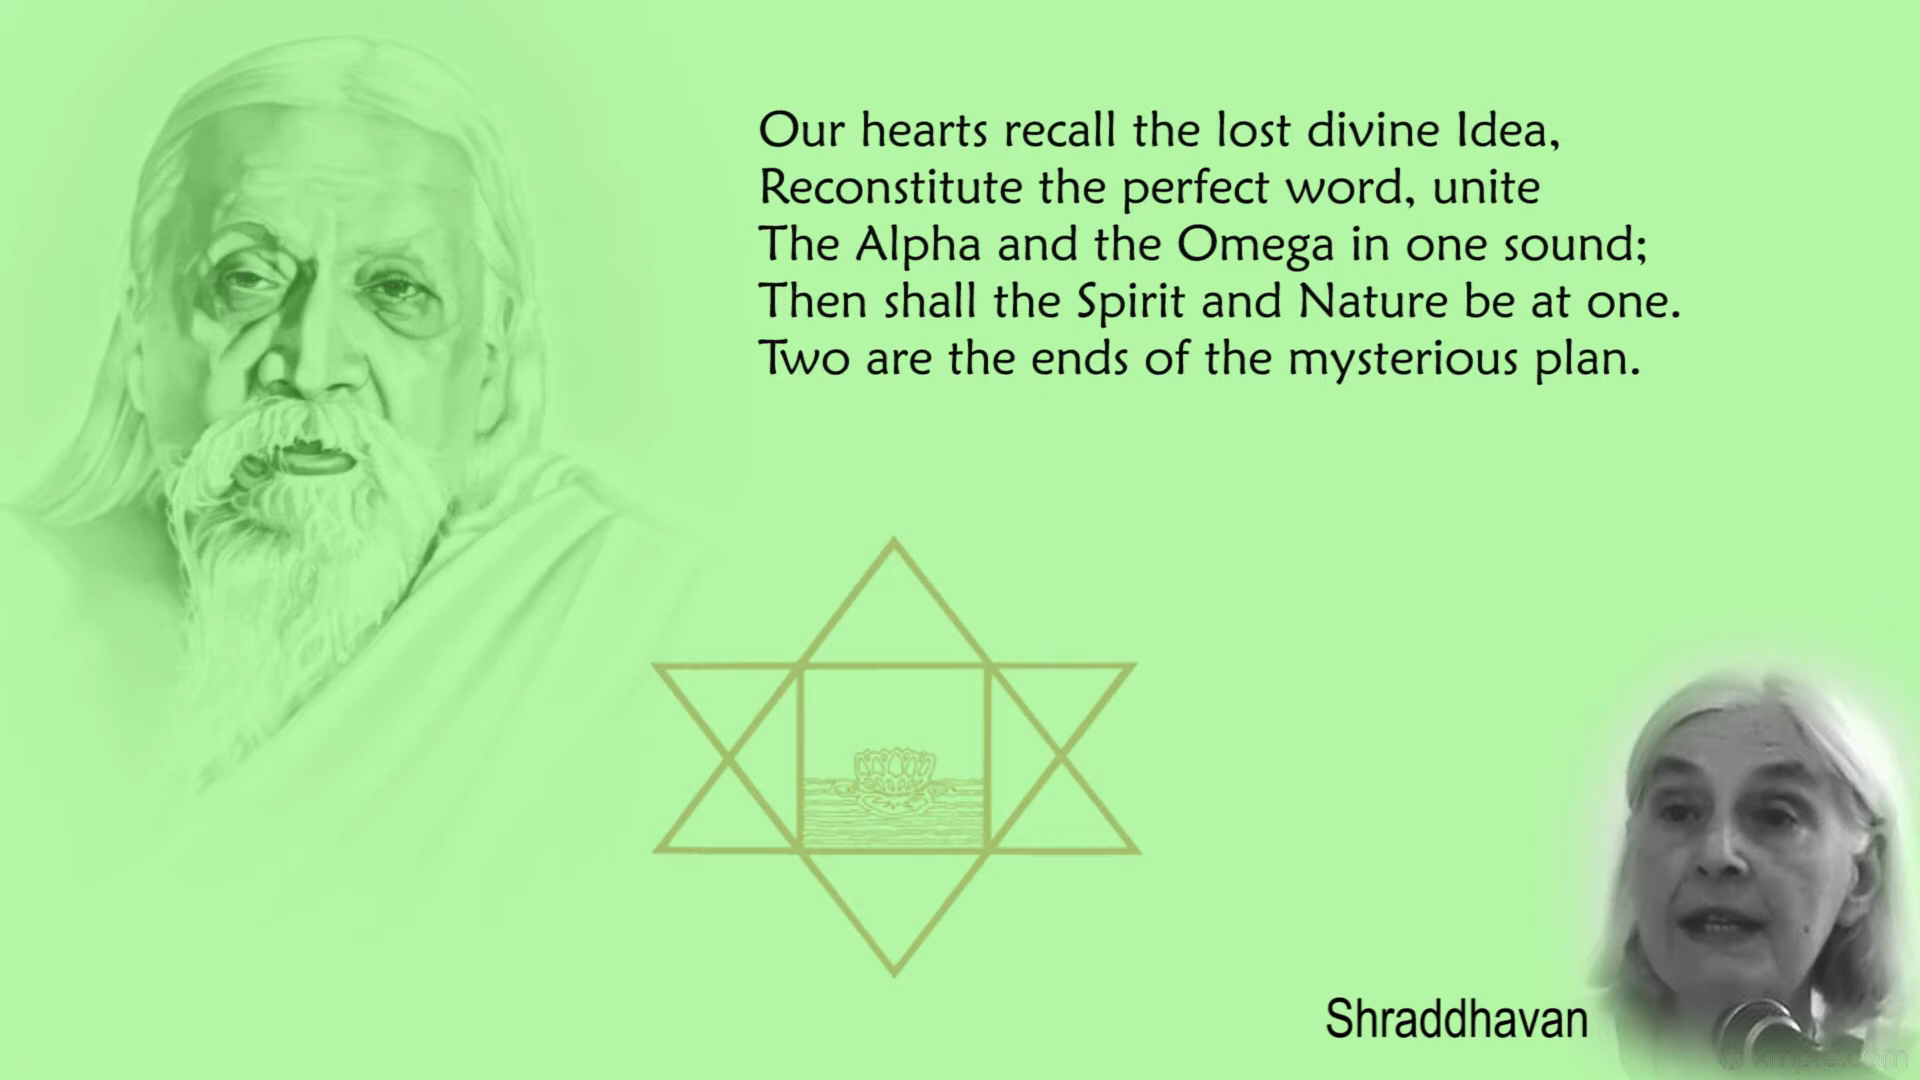 Our hearts recall the lost divine Idea,
Reconstitute the perfect word, unite
The Alpha and the Omega in one sound;
Then shall the Spirit and Nature be at one.
Two are the ends of the mysterious plan.
Shraddhavan